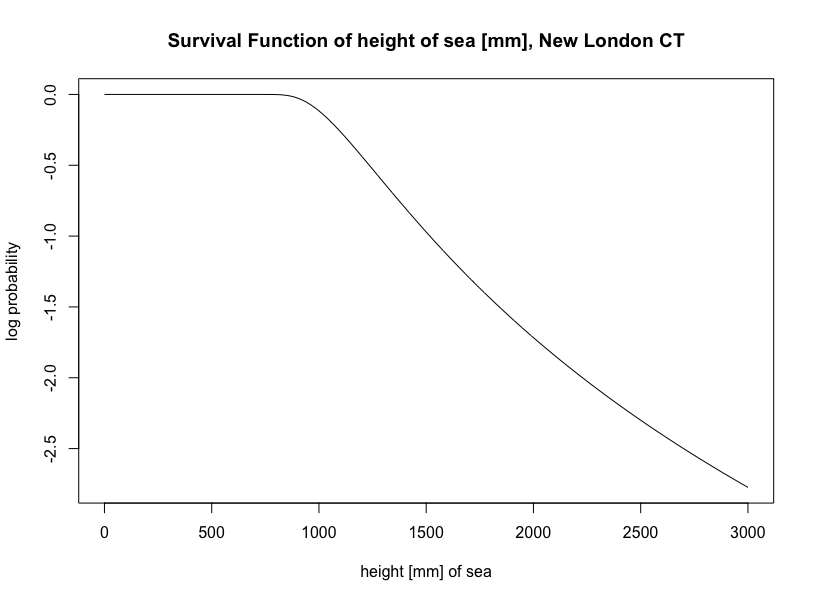 Survival Function of height of sea [mm], New London CT
log probability
0.0
-0.5
-1.0
-1.5
-2.0
-2.5
0 500 1000 1500 2000 2500 3000
height [mm] of sea